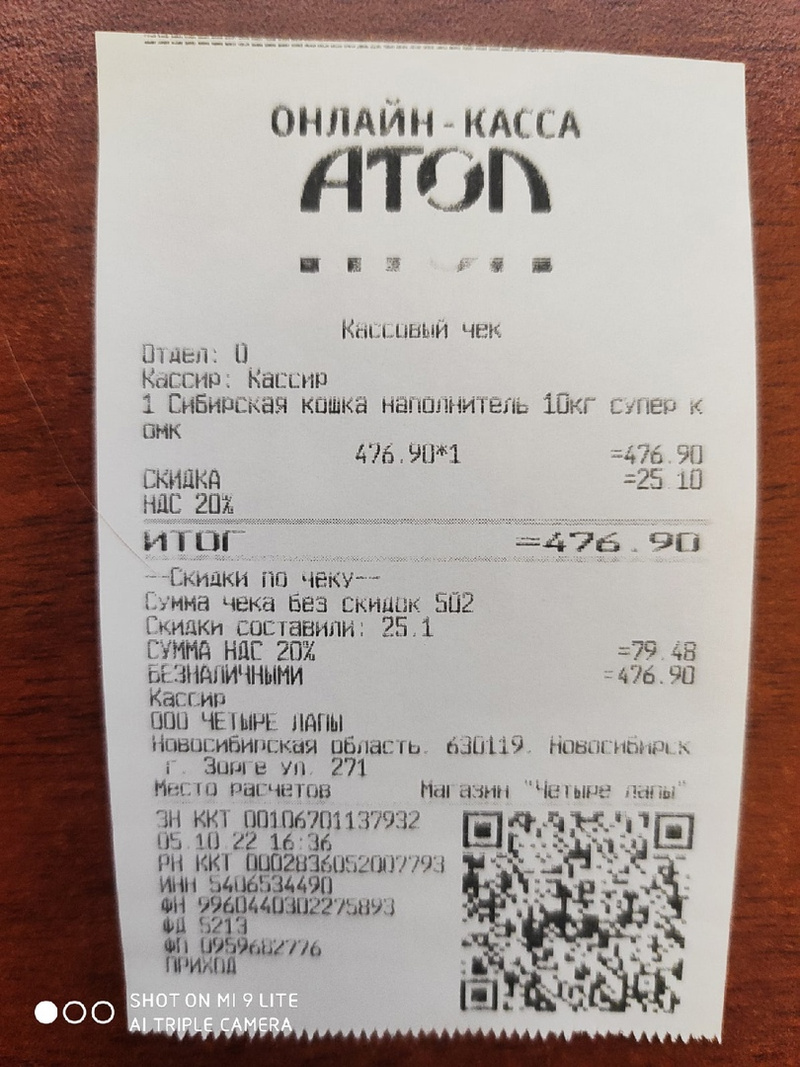 ОНЛАЙН-КАССА
АТОЛ
Кассовый чек
Отдел: 0
Кассир: Кассир
1 Сибирская кошка наполнитель 10кг супер к
омк
476.90*1 =476.90
СКИДКА =25.10
НДС 20%
ИТОГ =476.90
--Скидки по чеку--
Сумма чека без скидок 502
Скидки составили: 25.1
СУММА НДС 20% =79.48
БЕЗНАЛИЧНЫМИ =476.90
Кассир
ООО ЧЕТЫРЕ ЛАПЫ
Новосибирская область. 630119. Новосибирск
г. Зорге ул. 271
Место расчетов Магазин "Четыре лапы"
ЗН ККТ 00106701137932
05.10.22 16:36
РН ККТ 0002836052007793
ИНН 5406534490
ФН 9960440302275893
ФД 5213
ФП 0959682776
ПРИХОД
SHOT ON MI 9 LITE
AI TRIPLE CAMERA